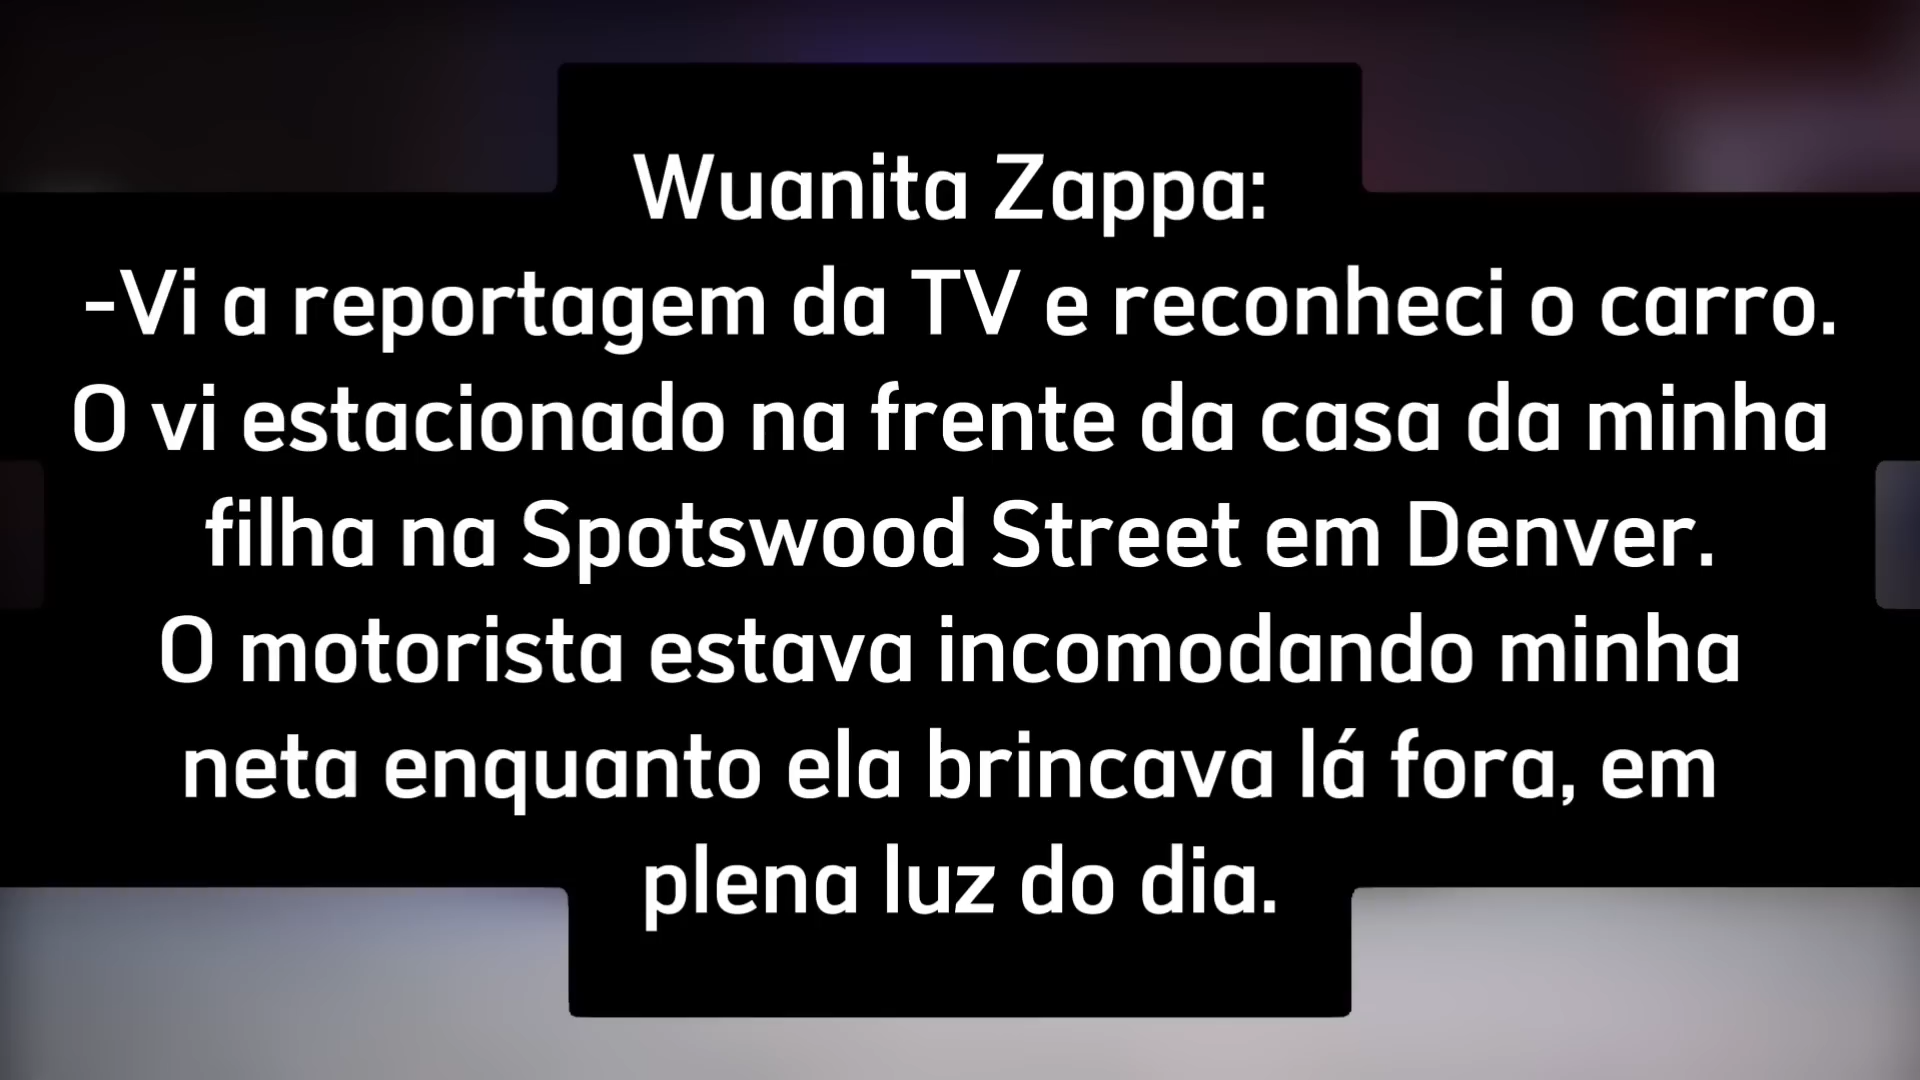 Wuanita Zappa:
-Vi a reportagem da TV e reconheci o carro.
O vi estacionado na frente da casa da minha
filha na Spotswood Street em Denver.
O motorista estava incomodando minha
neta enquanto ela brincava lá fora, em
plena luz do dia.